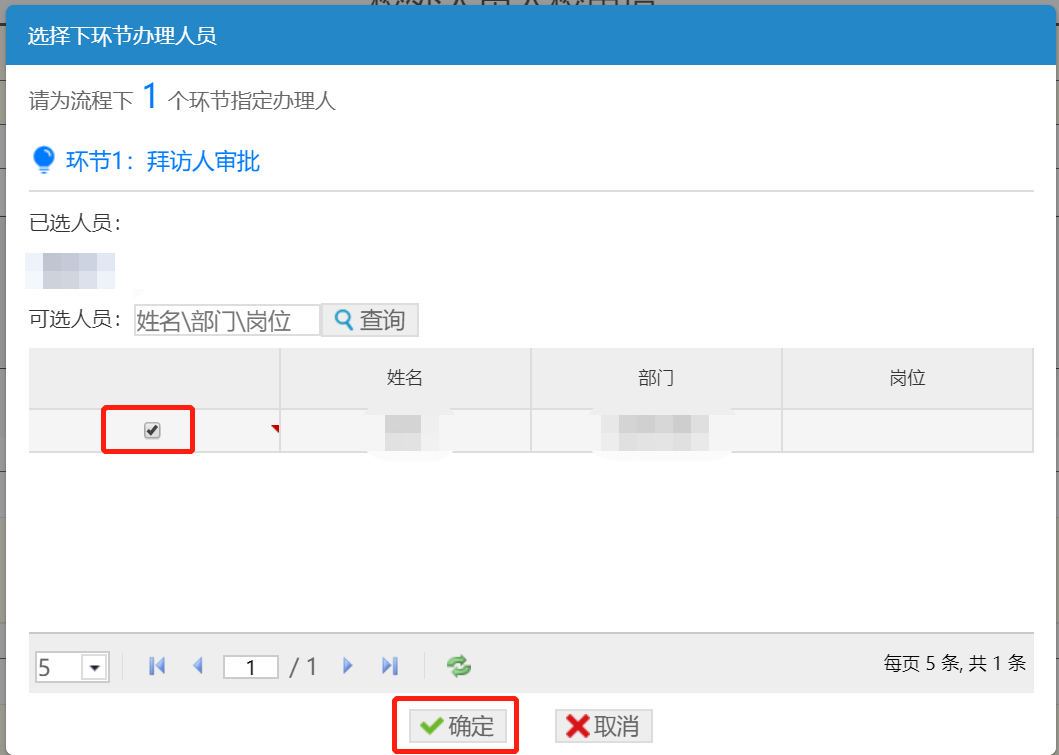 选择下环节办理人员
请为流程下 1 个环节指定办理人
环节1：拜访人审批
已选人员：
可选人员： 姓名\部门\岗位 查询
姓名 部门 岗位
5 1 / 1 每页 5 条, 共 1 条
确定 取消